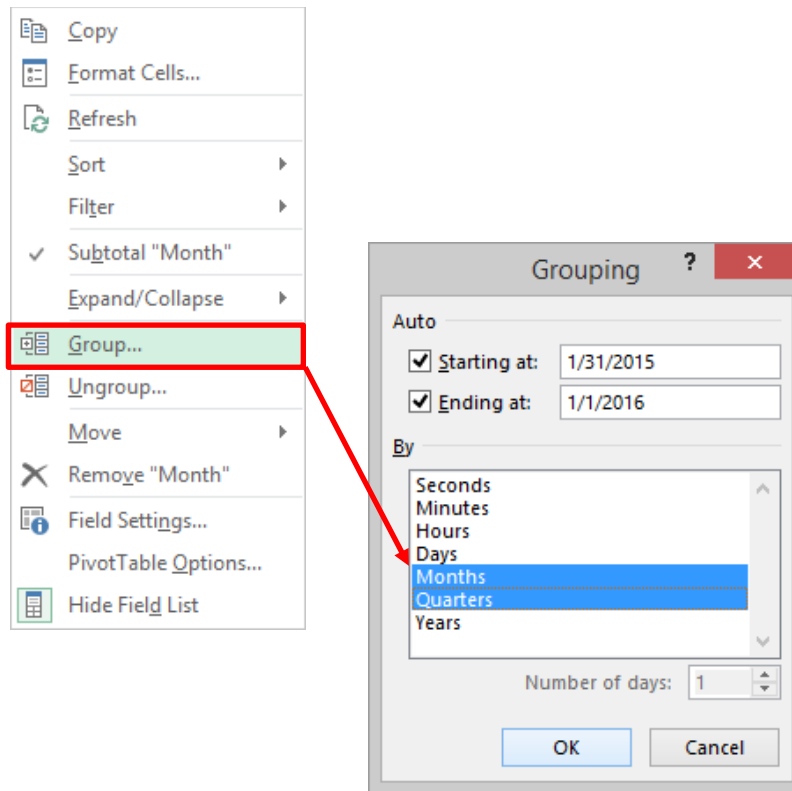 Copy
Format Cells...
Refresh
Sort
Filter
Subtotal "Month"
Expand/Collapse
Group...
Ungroup...
Move
Remove "Month"
Field Settings...
PivotTable Options...
Hide Field List
Grouping ?
Auto
Starting at: 1/31/2015
Ending at: 1/1/2016
By
Seconds
Minutes
Hours
Days
Months
Quarters
Years
Number of days: 1
OK Cancel